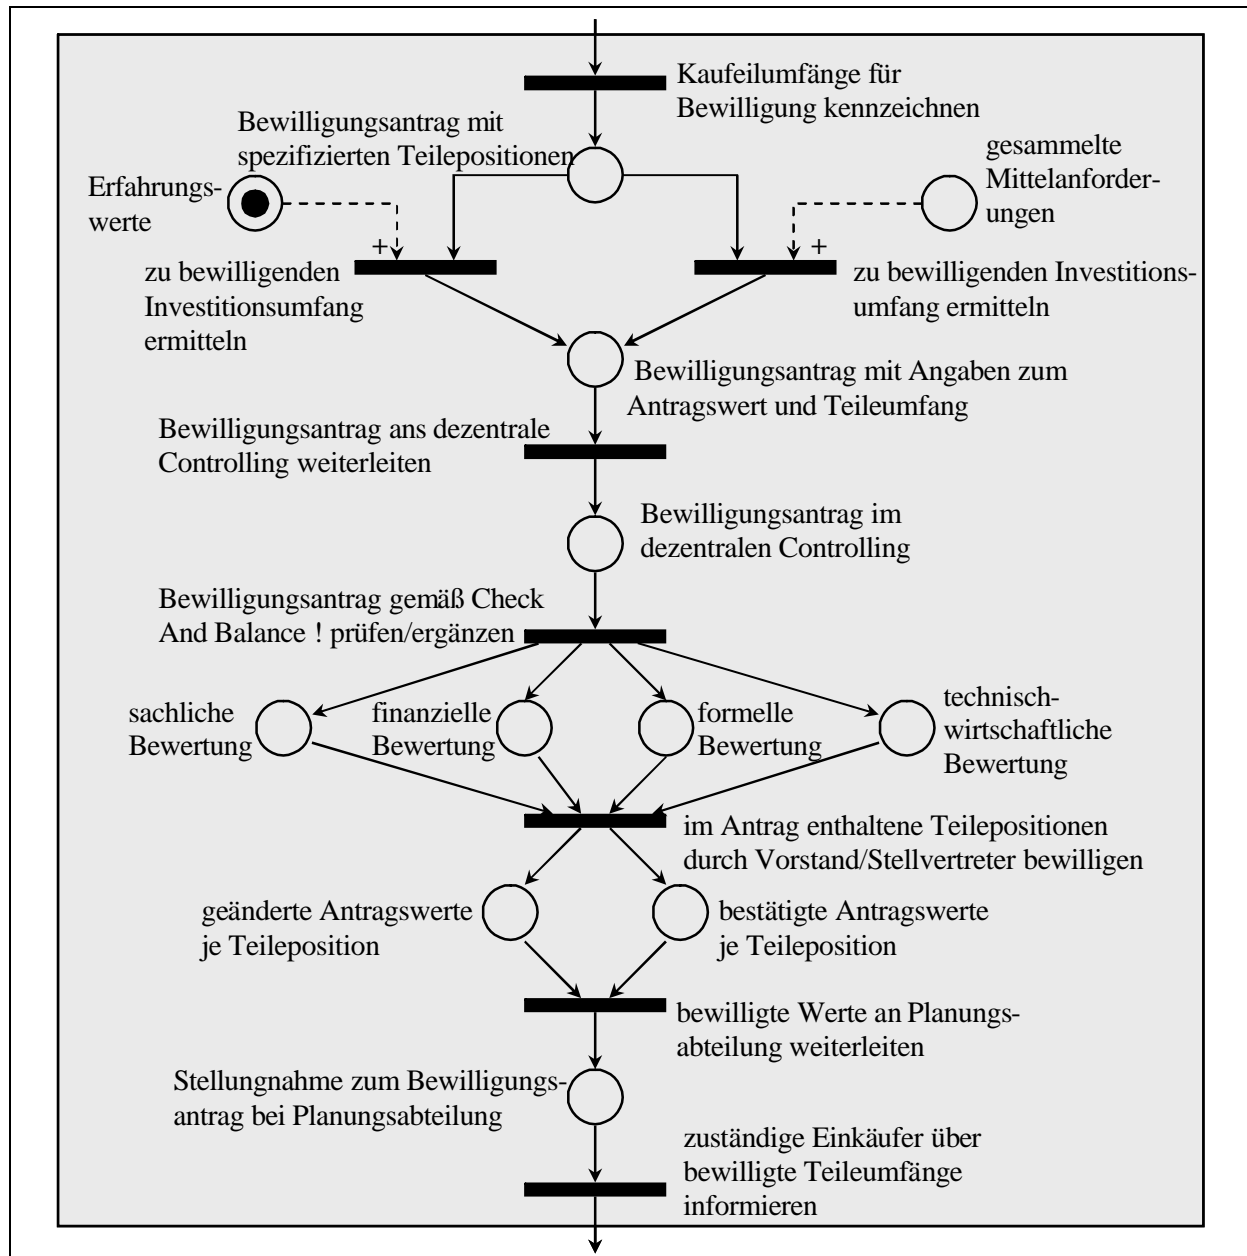 Kaufeilumfänge für
Bewilligung kennzeichnen
Bewilligungsantrag mit
spezifizierten Teilepositionen
Erfahrungs-
werte
gesammelte
Mittelanforder-
ungen
+
+
zu bewilligenden
Investitionsumfang
ermitteln
zu bewilligenden Investitions-
umfang ermitteln
Bewilligungsantrag mit Angaben zum
Antragswert und Teileumfang
Bewilligungsantrag ans dezentrale
Controlling weiterleiten
Bewilligungsantrag im
dezentralen Controlling
Bewilligungsantrag gemäß Check
And Balance ! prüfen/ergänzen
sachliche
Bewertung
finanzielle
Bewertung
formelle
Bewertung
technisch-
wirtschaftliche
Bewertung
im Antrag enthaltene Teilepositionen
durch Vorstand/Stellvertreter bewilligen
geänderte Antragswerte
je Teileposition
bestätigte Antragswerte
je Teileposition
bewilligte Werte an Planungs-
abteilung weiterleiten
Stellungnahme zum Bewilligungs-
antrag bei Planungsabteilung
zuständige Einkäufer über
bewilligte Teileumfänge
informieren